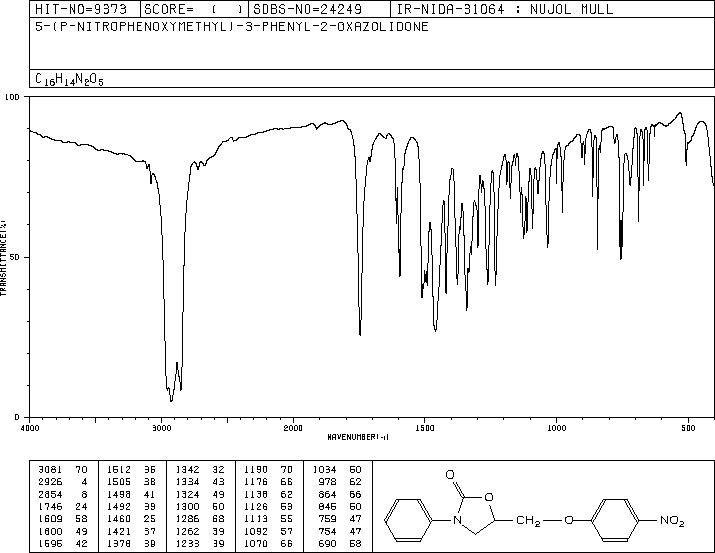 HIT-NO=9373 SCORE= ( ) SDBS-NO=24249 IR-NIDA-31064 : NUJOL MULL
5-(P-NITROPHENOXYMETHYL)-3-PHENYL-2-OXAZOLIDONE
C16H14N2O5
100
50
0
TRANSMITTANCE(%)
4000 3000 2000 1500 1000 500
WAVENUMBER(-1)
3081 70 1512 36 1342 32 1190 70 1034 50
2926 4 1505 38 1334 43 1176 66 978 62
2854 8 1498 41 1324 49 1138 62 864 66
1746 24 1492 39 1300 50 1126 53 845 50
1609 58 1460 25 1286 68 1113 55 759 47
1600 49 1421 37 1262 39 1092 57 754 47
1595 42 1378 39 1233 39 1070 66 690 58
O
O
O
N
CH2
O
NO2